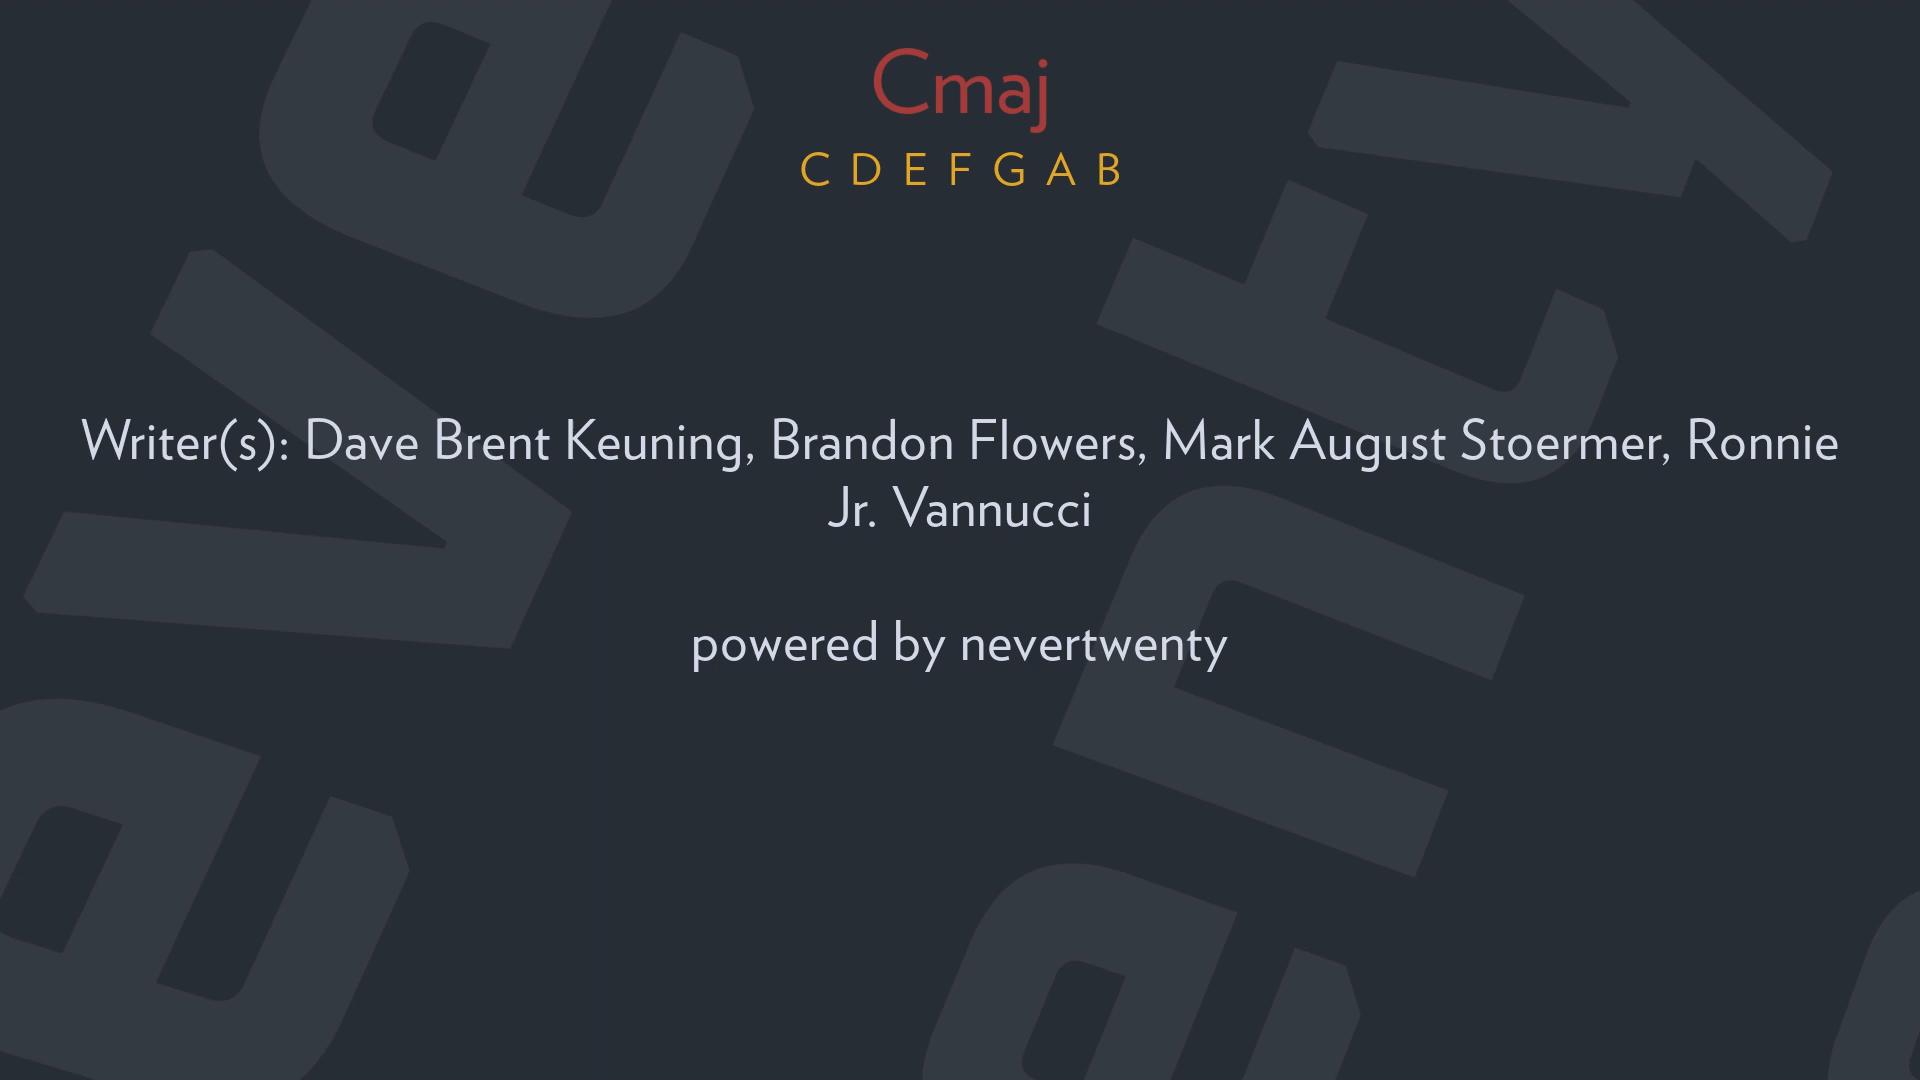 Cmaj
C D E F G A B
Writer(s): Dave Brent Keuning, Brandon Flowers, Mark August Stoermer, Ronnie
Jr. Vannucci
powered by nevertwenty